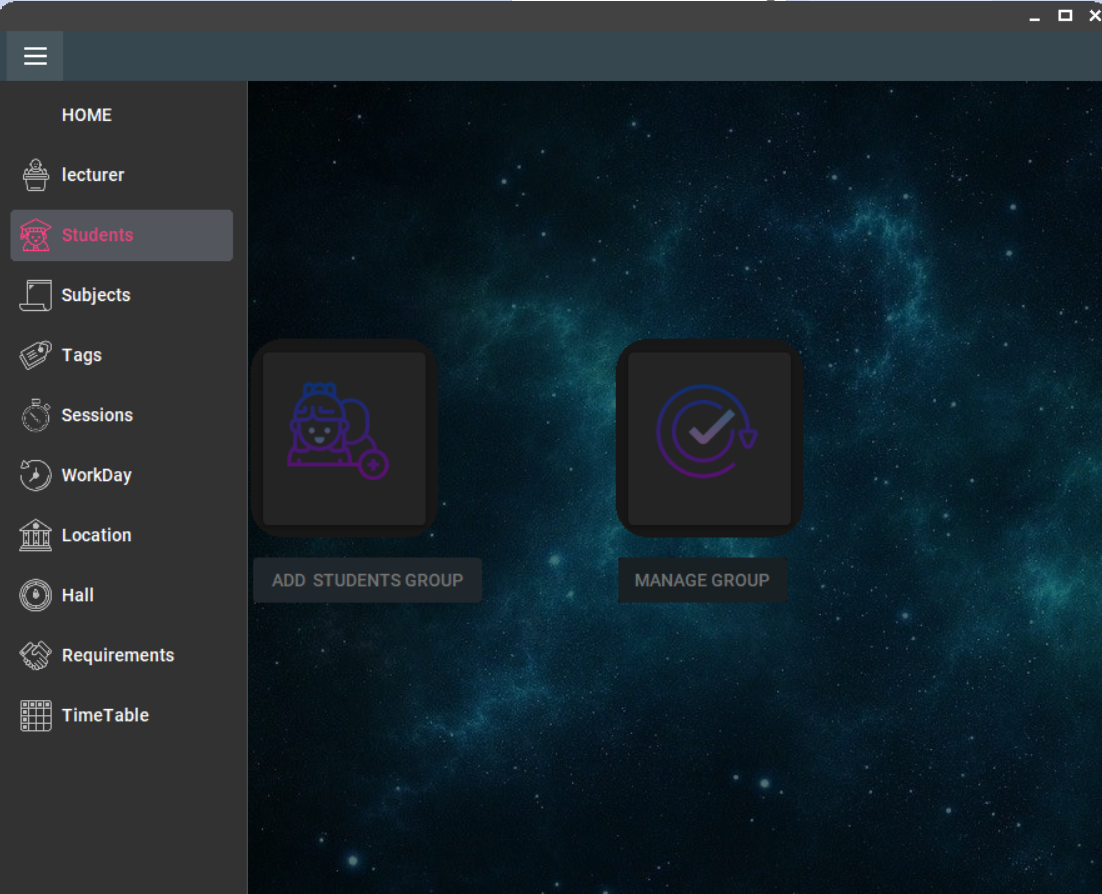 HOME
lecturer
Students
Subjects
Tags
Sessions
WorkDay
Location
Hall
Requirements
TimeTable
ADD STUDENTS GROUP
MANAGE GROUP